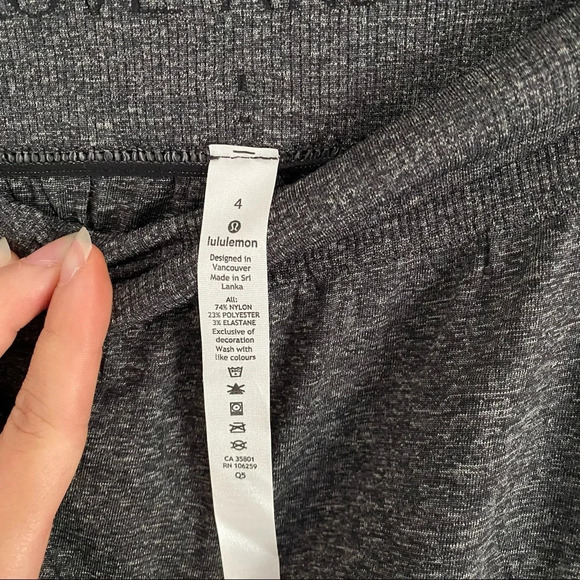 4
lululemon
Designed in
Vancouver
Made in Sri
Lanka
All:
74% NYLON
23% POLYESTER
3% ELASTANE
Exclusive of
decoration
Wash with
like colours
CA 35801
RN 106259
Q5